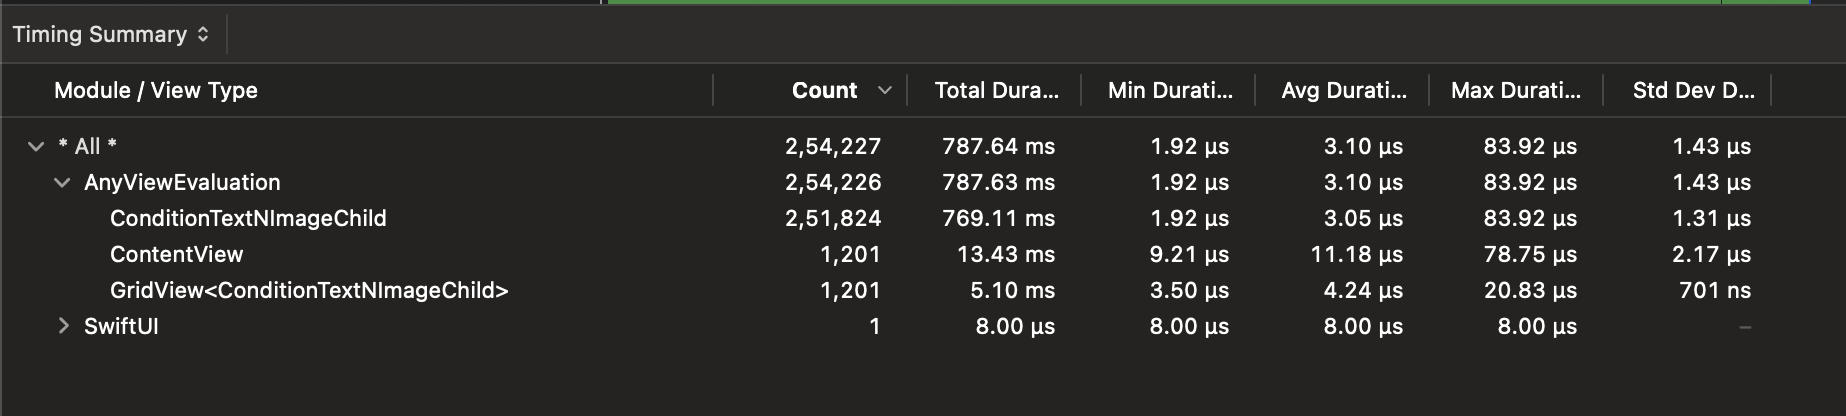 Timing Summary
Module / View Type Count Total Dura... Min Durati... Avg Durati... Max Durati... Std Dev D...
* All * 2,54,227 787.64 ms 1.92 µs 3.10 µs 83.92 µs 1.43 µs
AnyViewEvaluation 2,54,226 787.63 ms 1.92 µs 3.10 µs 83.92 µs 1.43 µs
ConditionTextNImageChild 2,51,824 769.11 ms 1.92 µs 3.05 µs 83.92 µs 1.31 µs
ContentView 1,201 13.43 ms 9.21 µs 11.18 µs 78.75 µs 2.17 µs
GridView<ConditionTextNImageChild> 1,201 5.10 ms 3.50 µs 4.24 µs 20.83 µs 701 ns
SwiftUI 1 8.00 µs 8.00 µs 8.00 µs 8.00 µs –